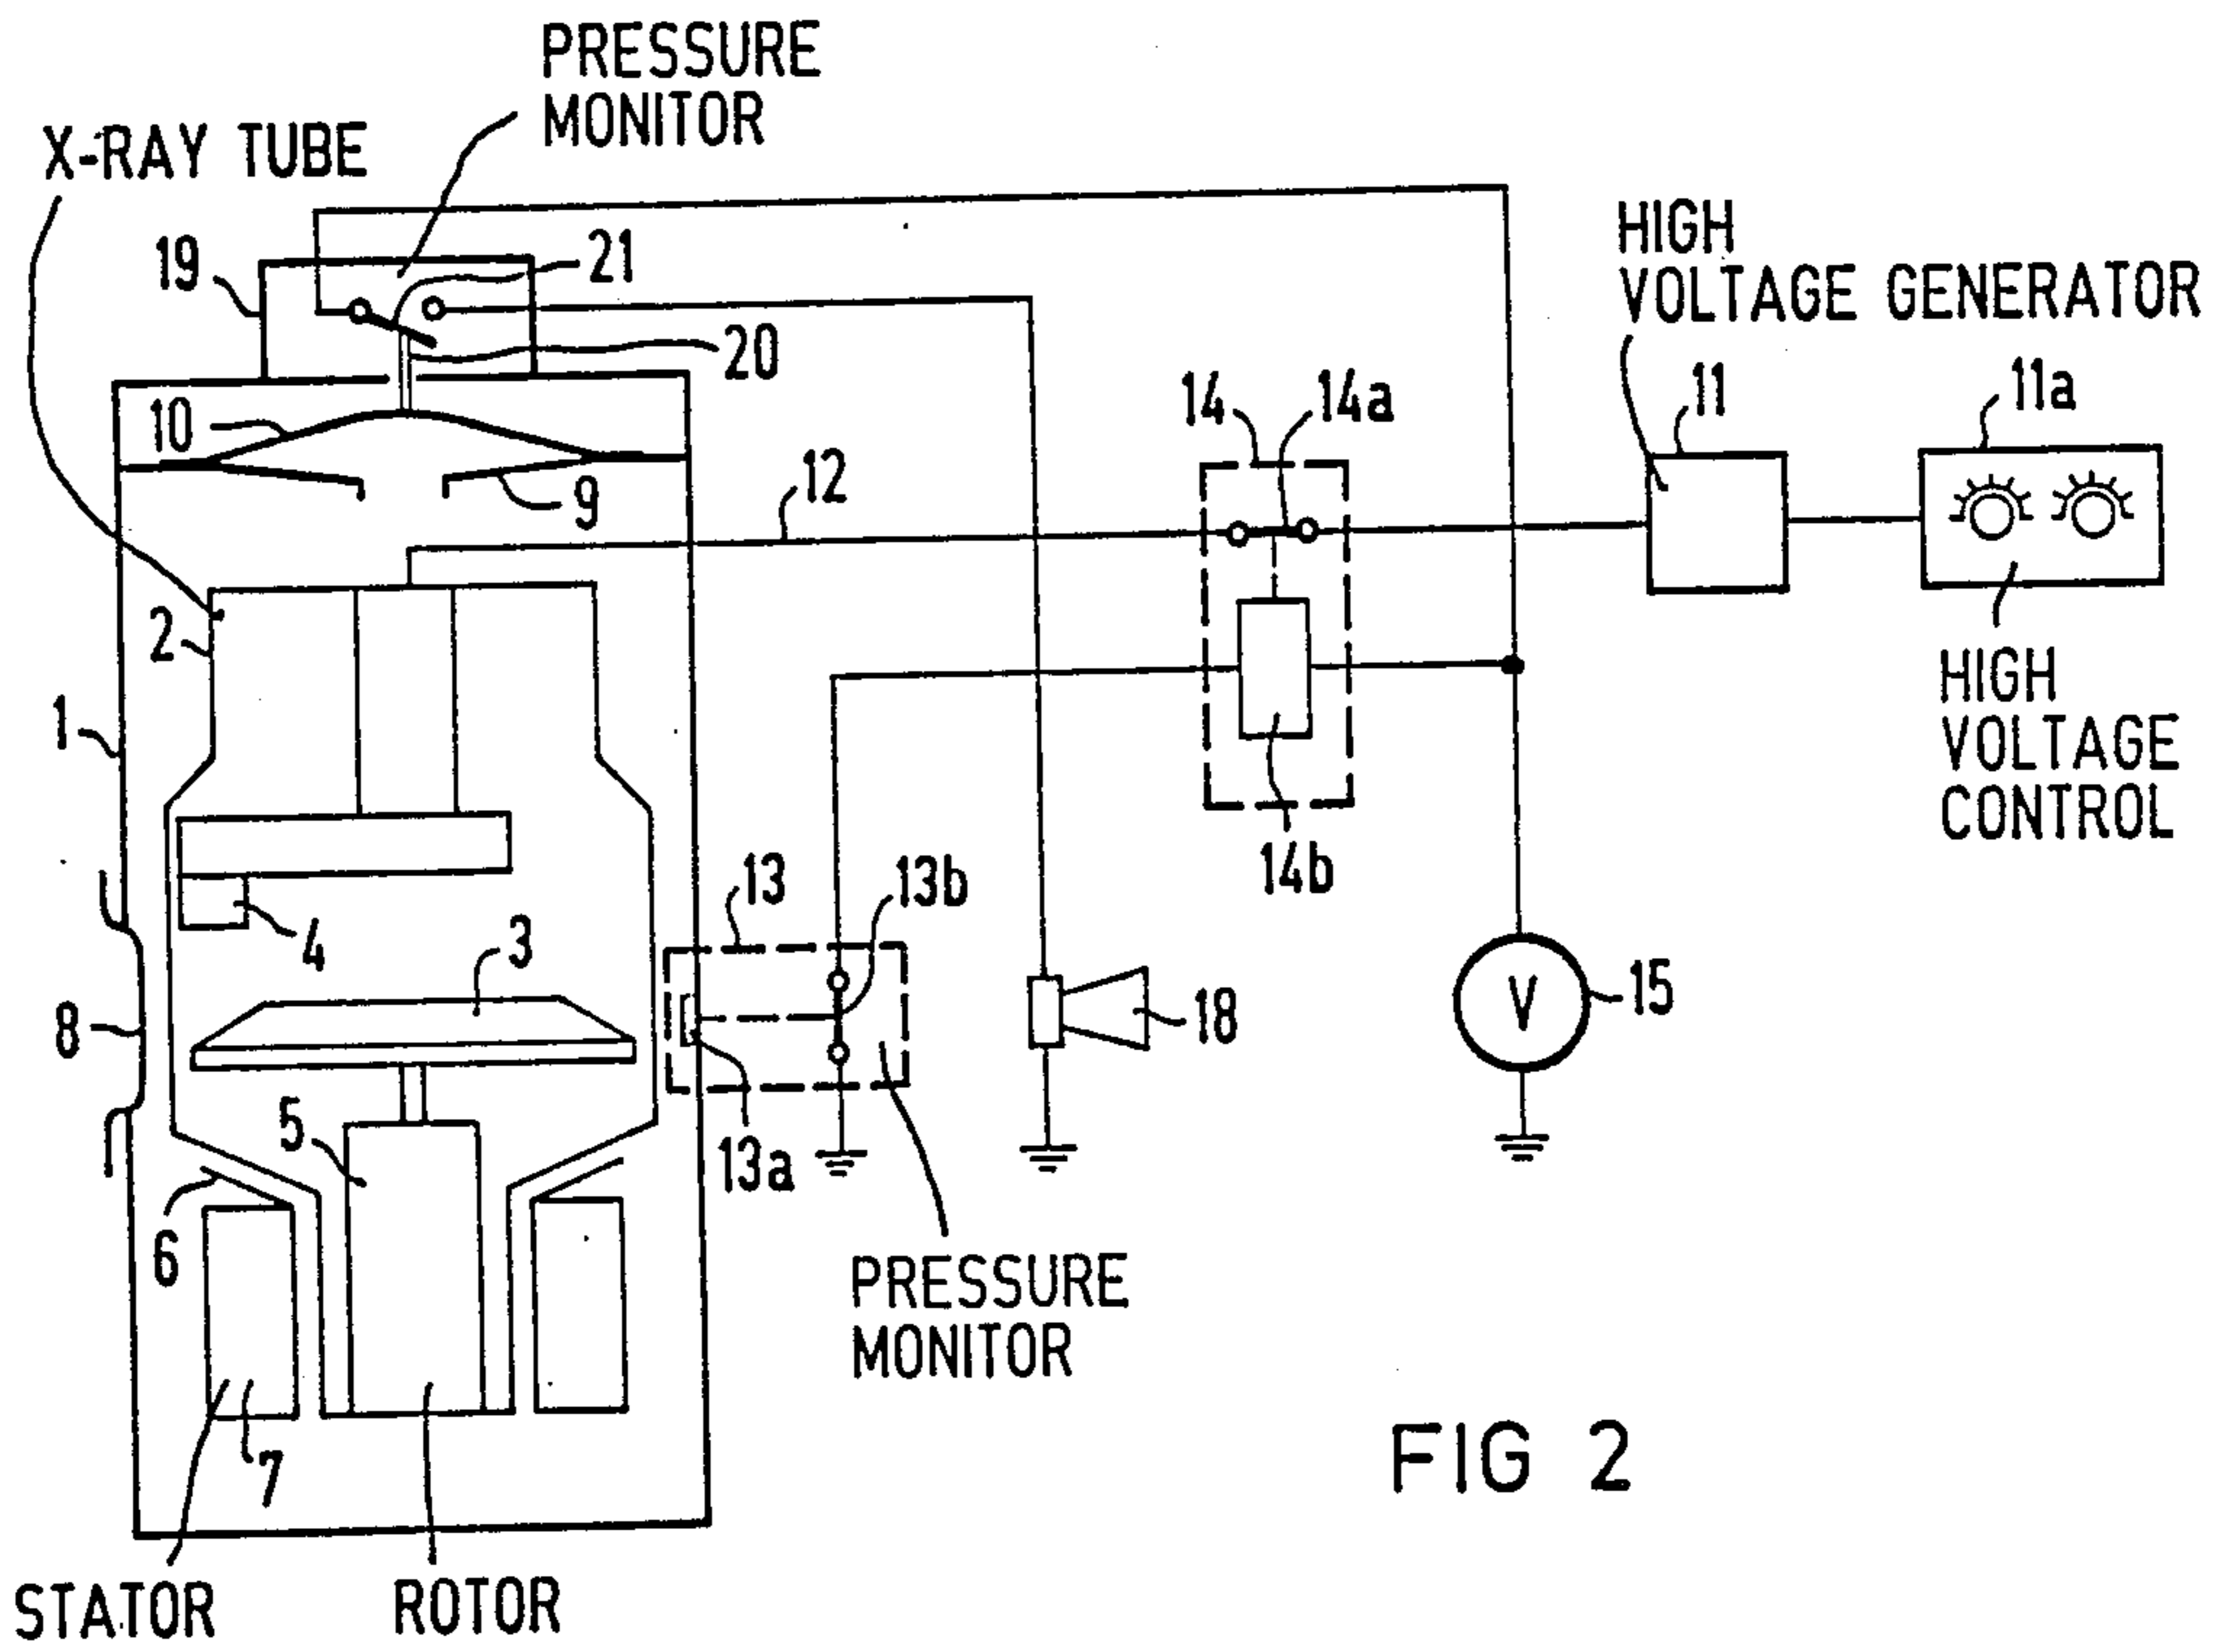 PRESSURE
MONITOR
X-RAY TUBE
HIGH
VOLTAGE GENERATOR
19
21
20
10
9
12
14
14a
11
11a
2
1
HIGH
VOLTAGE
CONTROL
14b
13
13b
4
3
8
18
V
15
5
13a
6
PRESSURE
MONITOR
7
FIG 2
STATOR
ROTOR